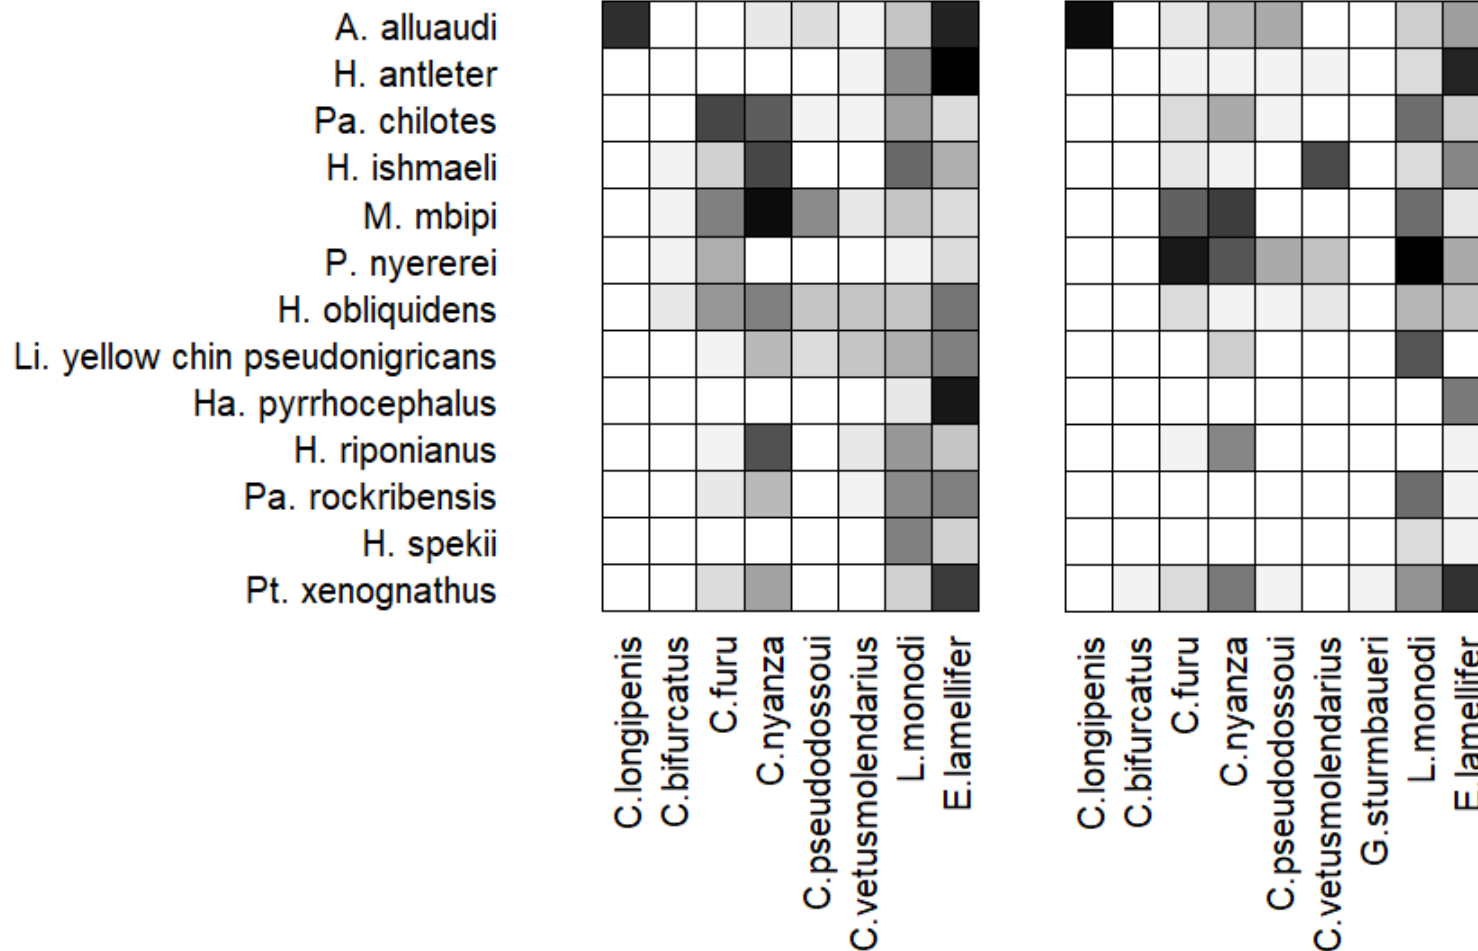 A. alluaudi
H. antleter
Pa. chilotes
H. ishmaeli
M. mbipi
P. nyererei
H. obliquidens
Li. yellow chin pseudonigricans
Ha. pyrrhocephalus
H. riponianus
Pa. rockribensis
H. spekii
Pt. xenognathus
C.longipenis
C.bifurcatus
C.furu
C.nyanza
C.pseudodossoui
C.vetusmolendarius
L.monodi
E.lamellifer
C.longipenis
C.bifurcatus
C.furu
C.nyanza
C.pseudodossoui
C.vetusmolendarius
G.sturmbaueri
L.monodi
E.lamellifer